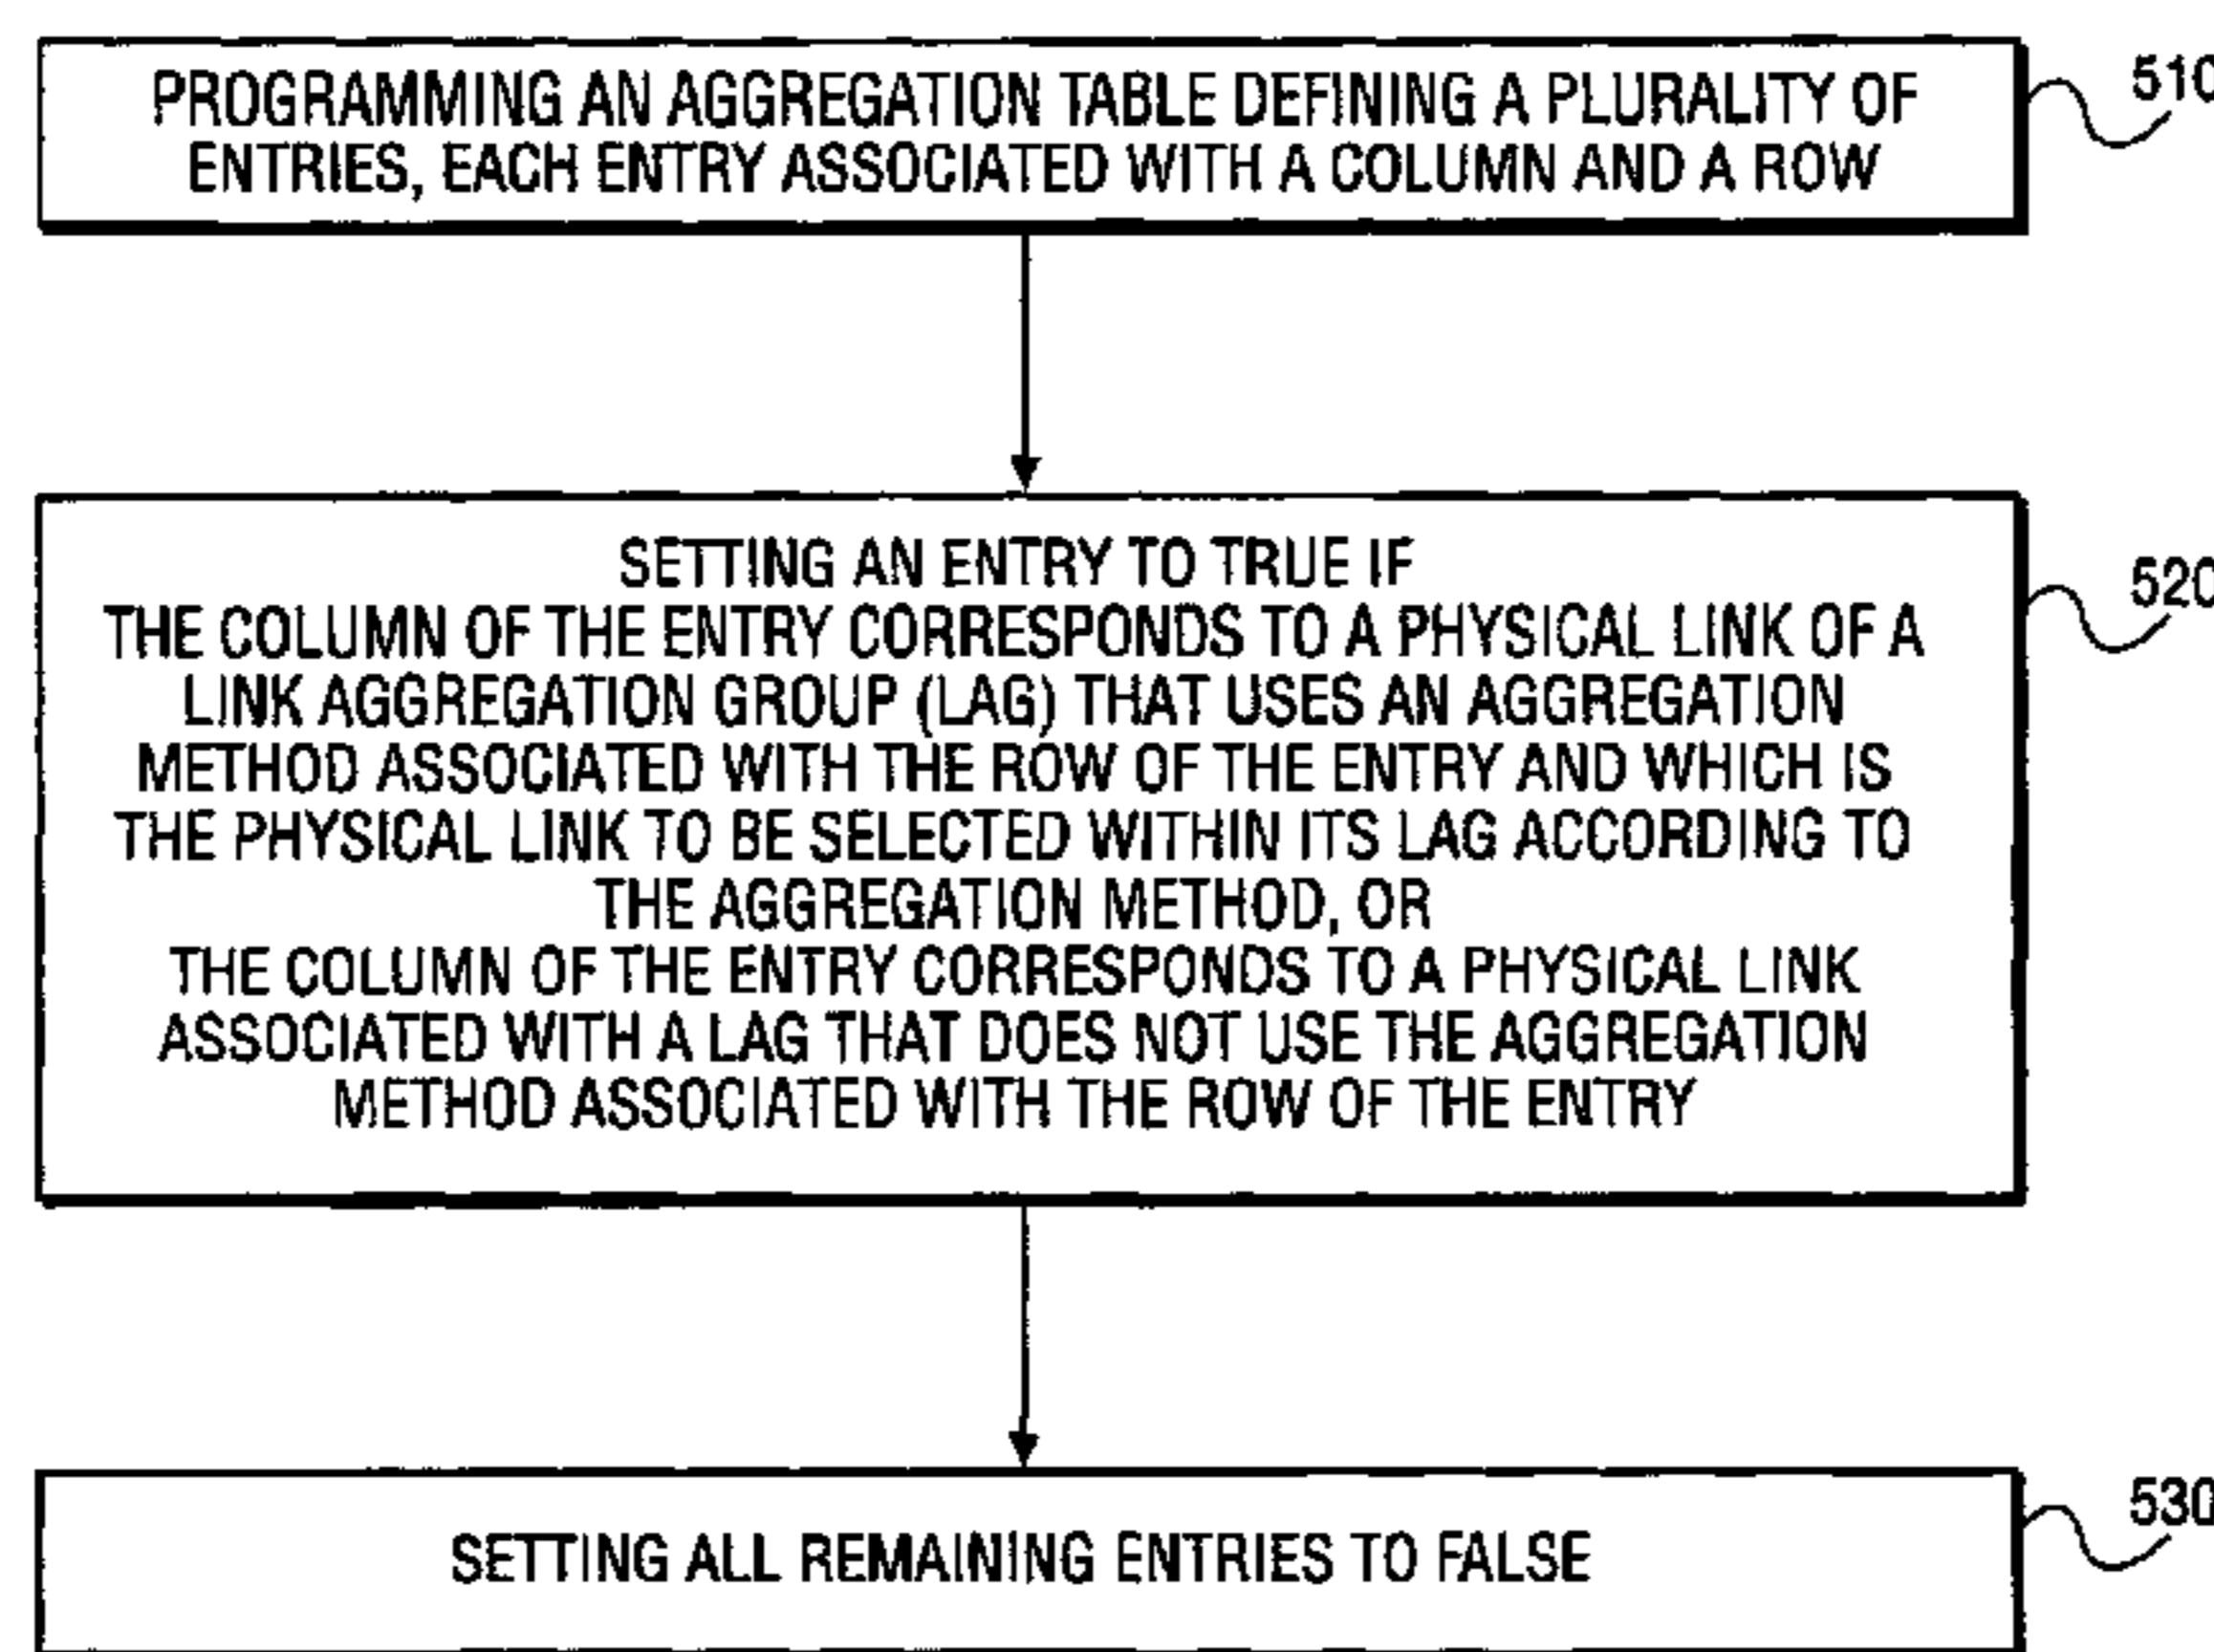 PROGRAMMING AN AGGREGATION TABLE DEFINING A PLURALITY OF
ENTRIES, EACH ENTRY ASSOCIATED WITH A COLUMN AND A ROW
510
SETTING AN ENTRY TO TRUE IF
THE COLUMN OF THE ENTRY CORRESPONDS TO A PHYSICAL LINK OF A
LINK AGGREGATION GROUP (LAG) THAT USES AN AGGREGATION
METHOD ASSOCIATED WITH THE ROW OF THE ENTRY AND WHICH IS
THE PHYSICAL LINK TO BE SELECTED WITHIN ITS LAG ACCORDING TO
THE AGGREGATION METHOD, OR
THE COLUMN OF THE ENTRY CORRESPONDS TO A PHYSICAL LINK
ASSOCIATED WITH A LAG THAT DOES NOT USE THE AGGREGATION
METHOD ASSOCIATED WITH THE ROW OF THE ENTRY
520
SETTING ALL REMAINING ENTRIES TO FALSE
530